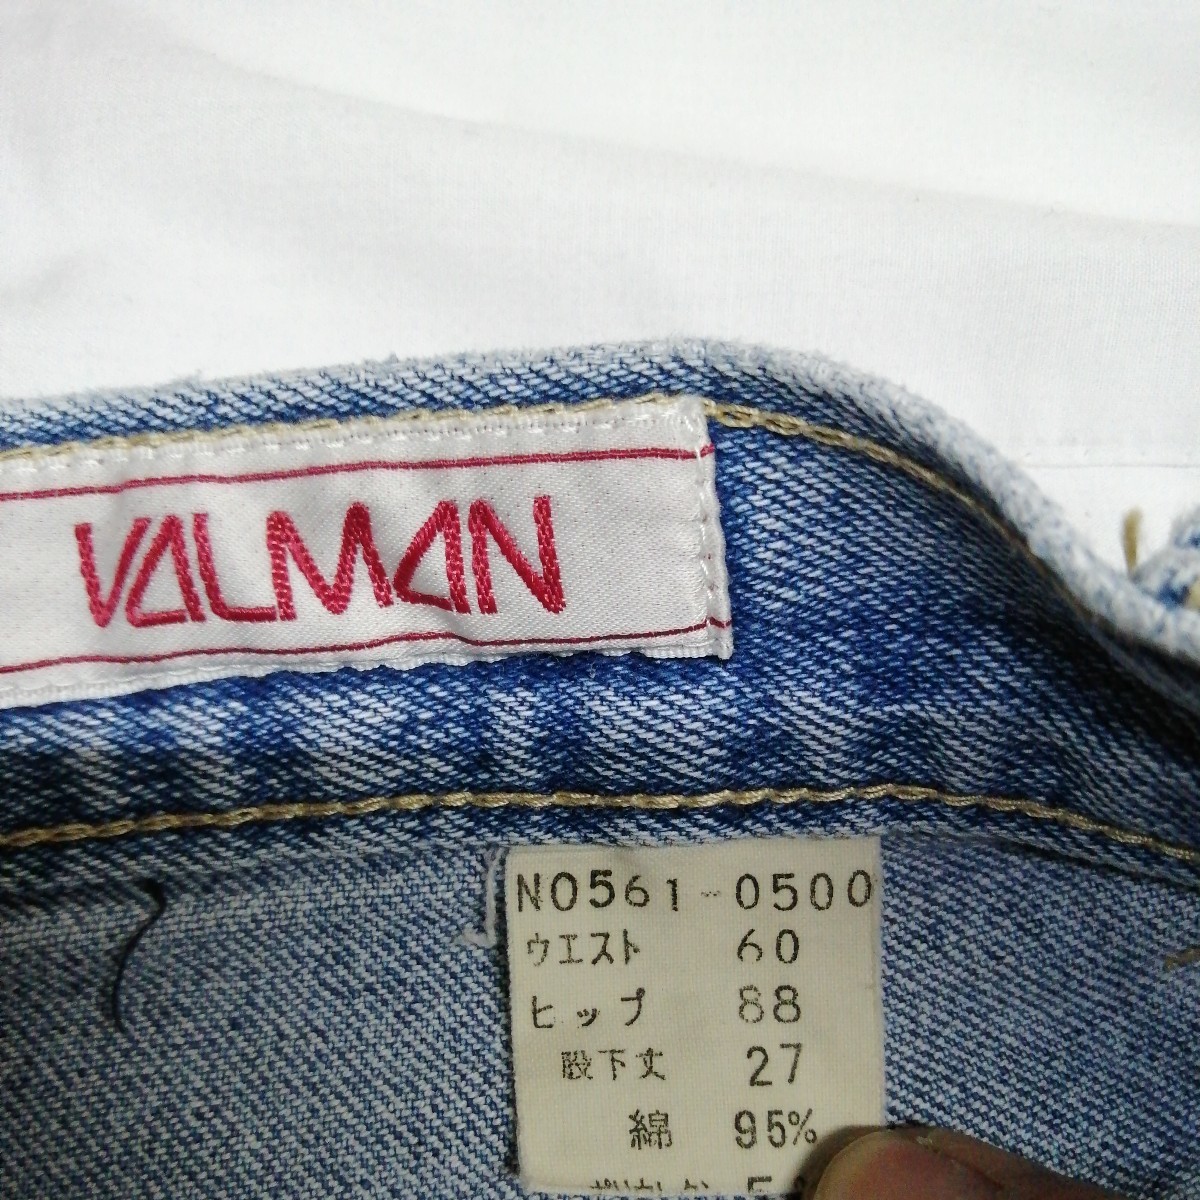 VALMAN
NO561-0500
ウエスト 60
ヒップ 88
股下丈 27
綿 95%